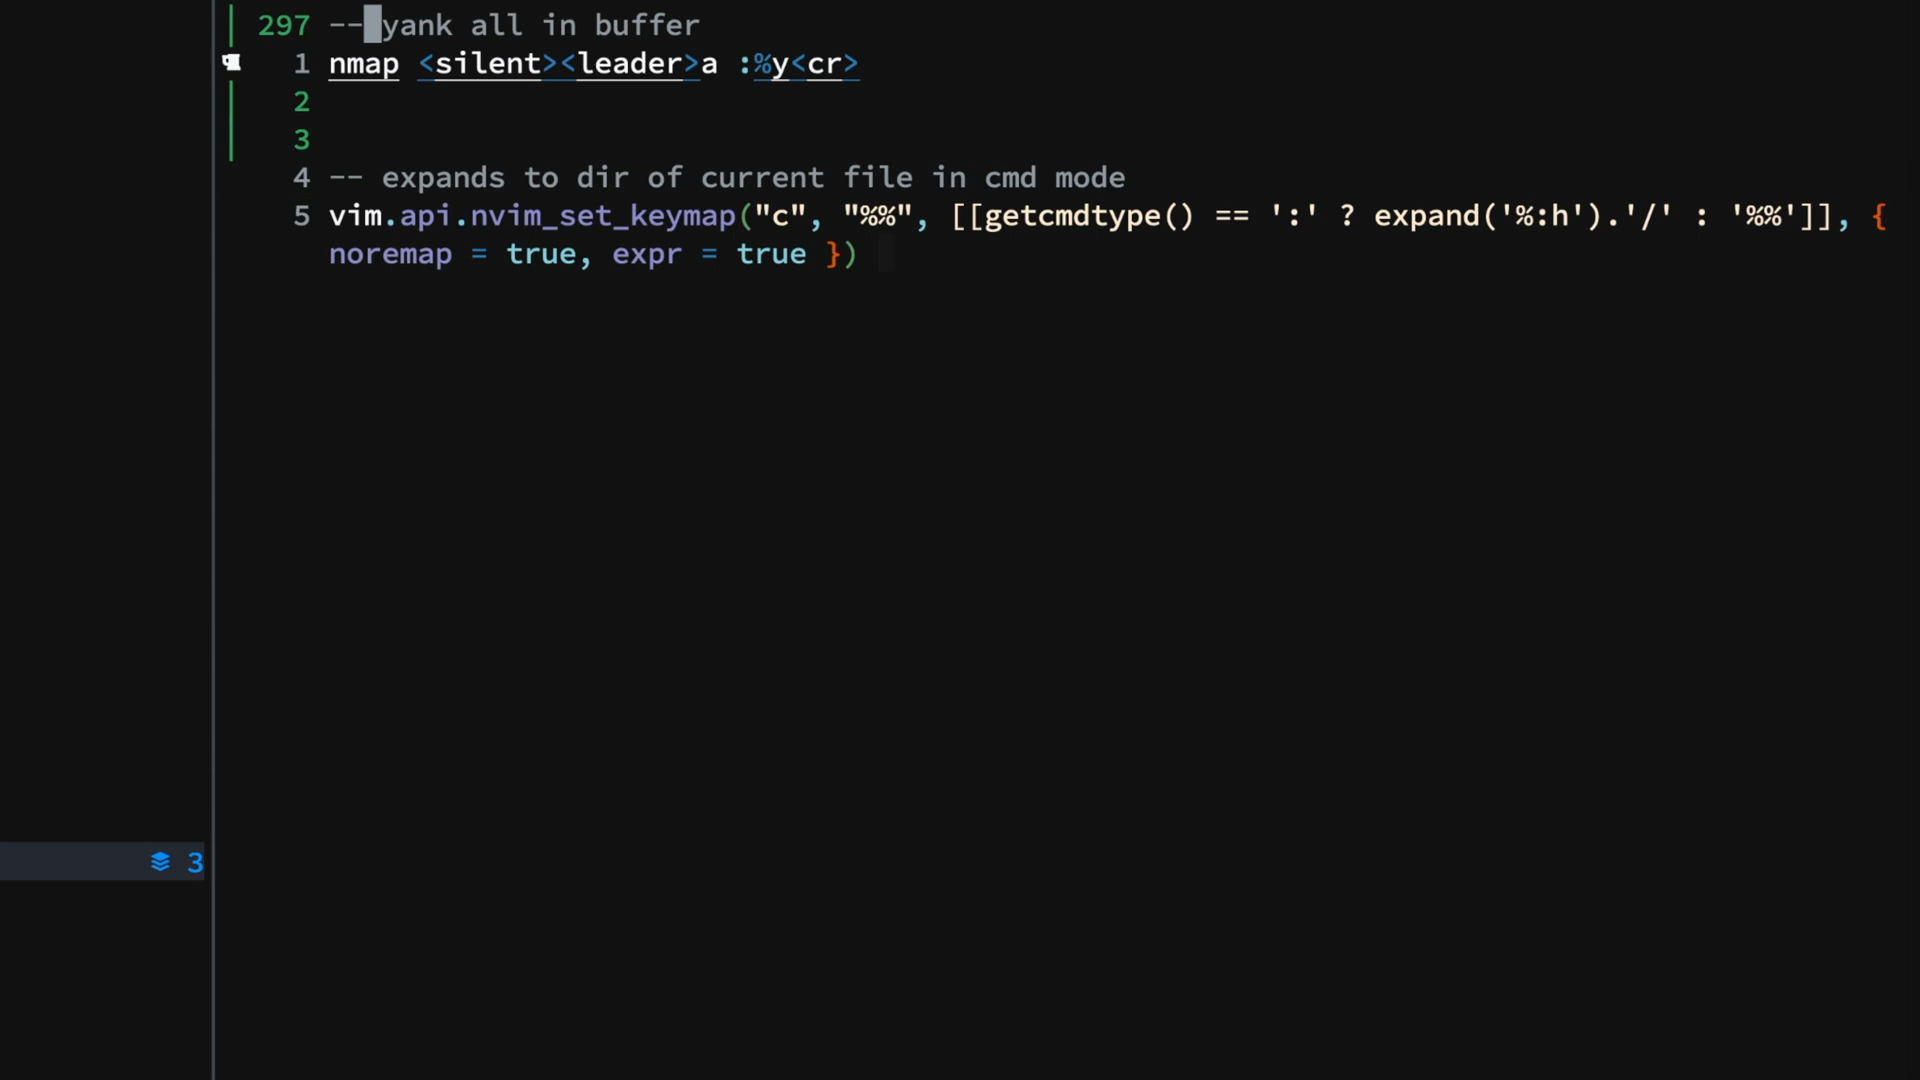 297 -- yank all in buffer
1 nmap <silent><leader>a :%y<cr>
2
3
4 -- expands to dir of current file in cmd mode
5 vim.api.nvim_set_keymap("c", "%%", [[getcmdtype() == ':' ? expand('%:h').'/' : '%%']], {
noremap = true, expr = true })
3